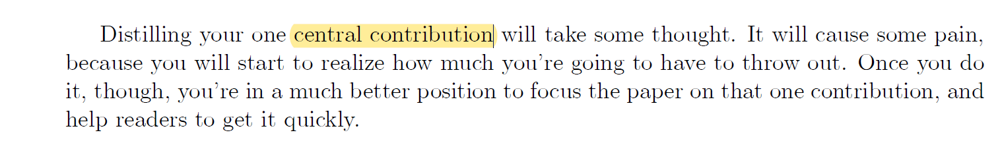 Distilling your one central contribution will take some thought. It will cause some pain,
because you will start to realize how much you're going to have to throw out. Once you do
it, though, you're in a much better position to focus the paper on that one contribution, and
help readers to get it quickly.